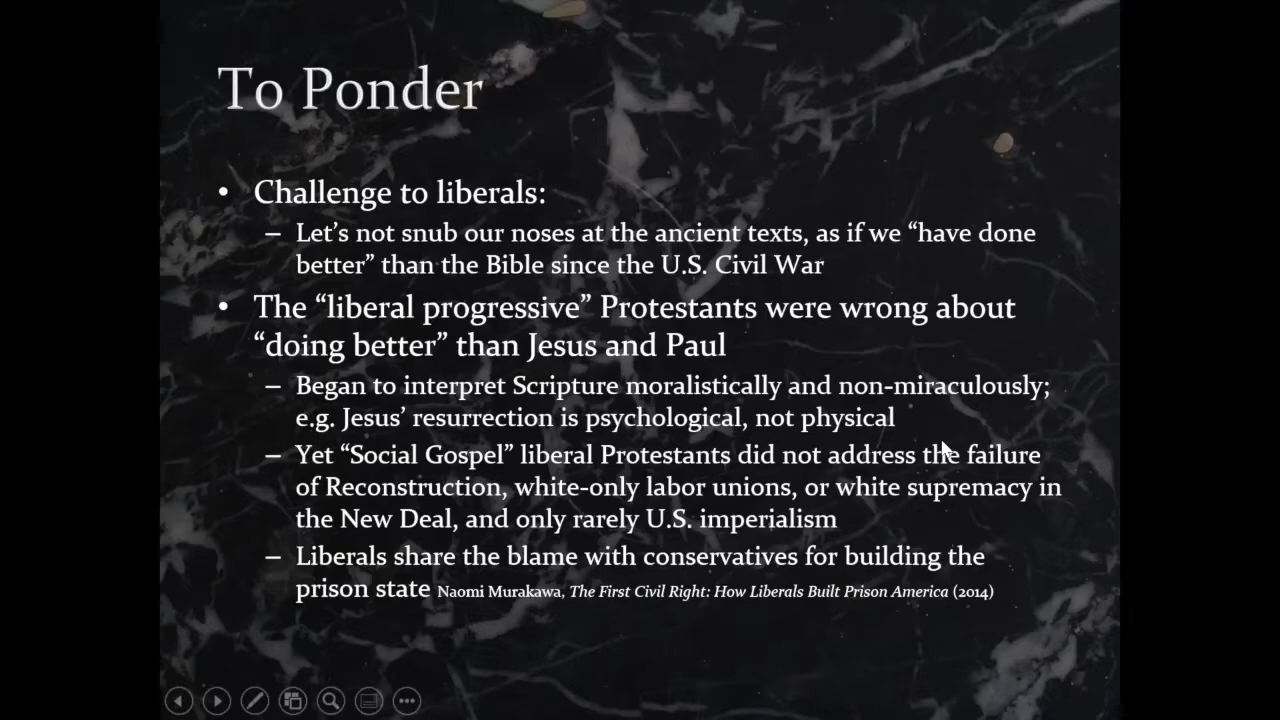 To Ponder
• Challenge to liberals:
– Let’s not snub our noses at the ancient texts, as if we “have done
better” than the Bible since the U.S. Civil War
• The “liberal progressive” Protestants were wrong about
“doing better” than Jesus and Paul
– Began to interpret Scripture moralistically and non-miraculously;
e.g. Jesus’ resurrection is psychological, not physical
– Yet “Social Gospel” liberal Protestants did not address the failure
of Reconstruction, white-only labor unions, or white supremacy in
the New Deal, and only rarely U.S. imperialism
– Liberals share the blame with conservatives for building the
prison state Naomi Murakawa, The First Civil Right: How Liberals Built Prison America (2014)